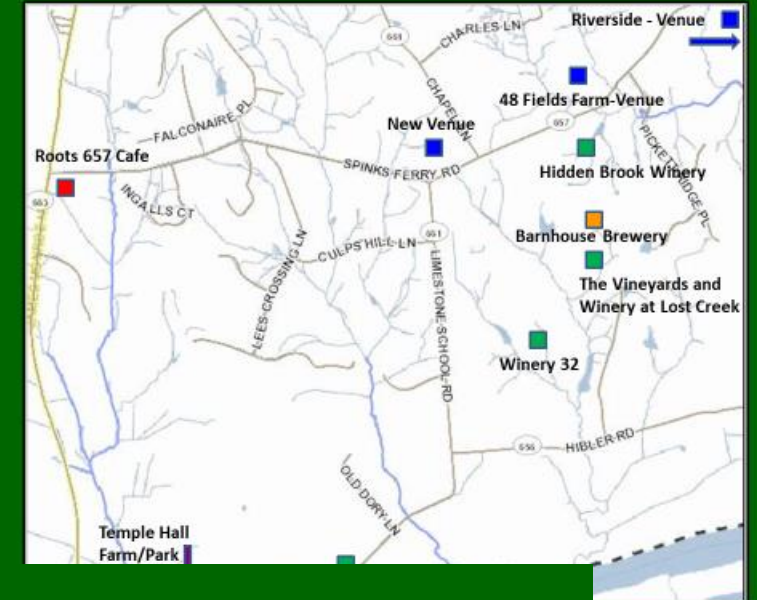 Riverside - Venue
CHARLES LN
661
48 Fields Farm-Venue
CHAPEL LN
New Venue
657
FALCONAIRE PL
Roots 657 Cafe
SPINKS FERRY RD
Hidden Brook Winery
PICKETT RIDGE PL
INGALLS CT
663
Barnhouse Brewery
CULPS HILL LN
661
LEES CROSSING LN
LIMESTONE SCHOOL RD
The Vineyards and
Winery at Lost Creek
Winery 32
656
HIBLER RD
OLD DORY LN
Temple Hall
Farm/Park